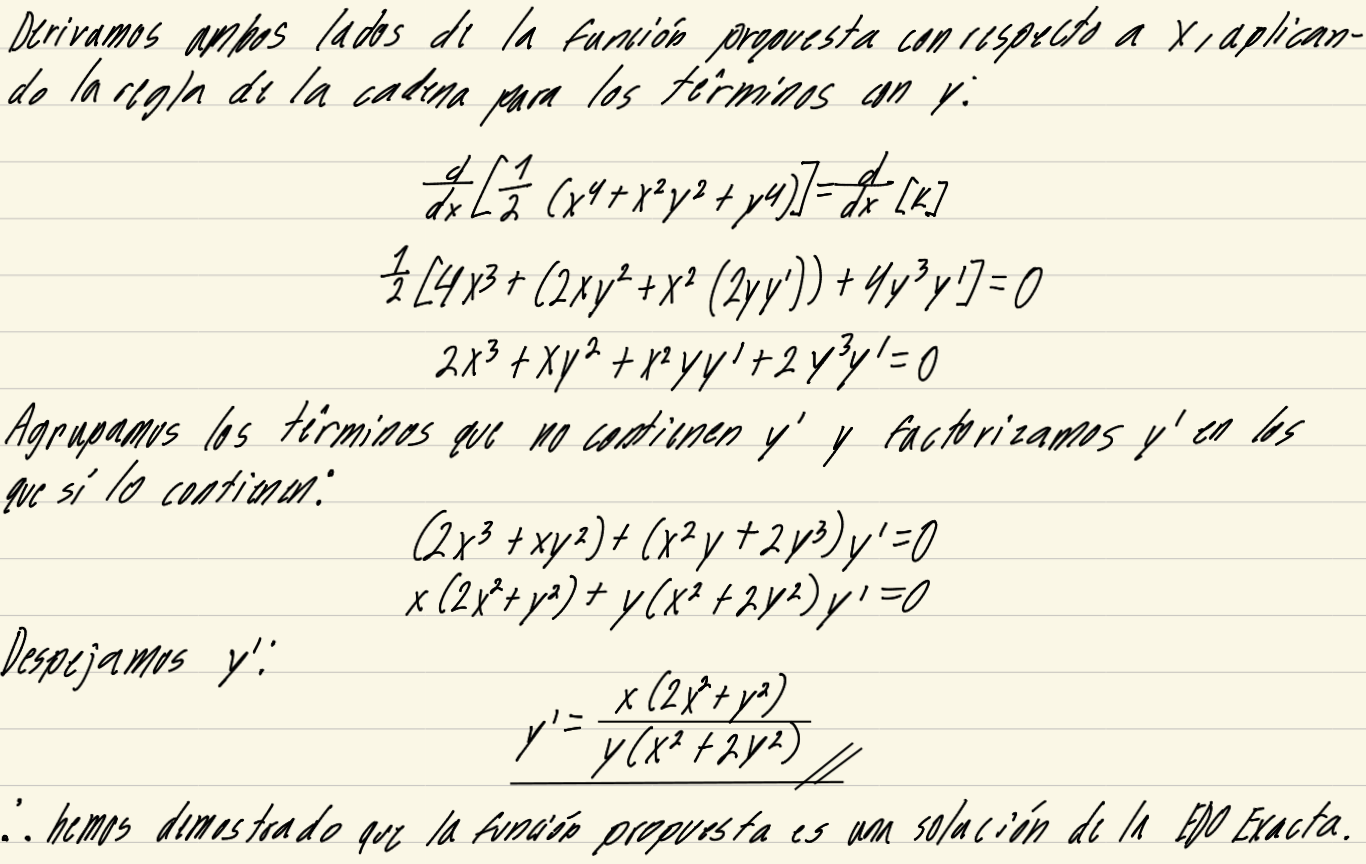 Derivamos ambos lados de la función propuesta con respecto a x, aplican-
do la regla de la cadena para los términos con y:
d/dx [1/2 (x⁴ + x²y² + y⁴)] = d/dx [k]
1/2 [4x³ + (2xy² + x² (2yy')) + 4y³y'] = 0
2x³ + xy² + x²yy' + 2y³y' = 0
Agrupamos los términos que no contienen y' y factorizamos y' en los
que sí lo contienen:
(2x³ + xy²) + (x²y + 2y³)y' = 0
x(2x² + y²) + y(x² + 2y²)y' = 0
Despejamos y':
y' = x(2x² + y²) / y(x² + 2y²) //
∴ hemos demostrado que la función propuesta es una solución de la EDO Exacta.